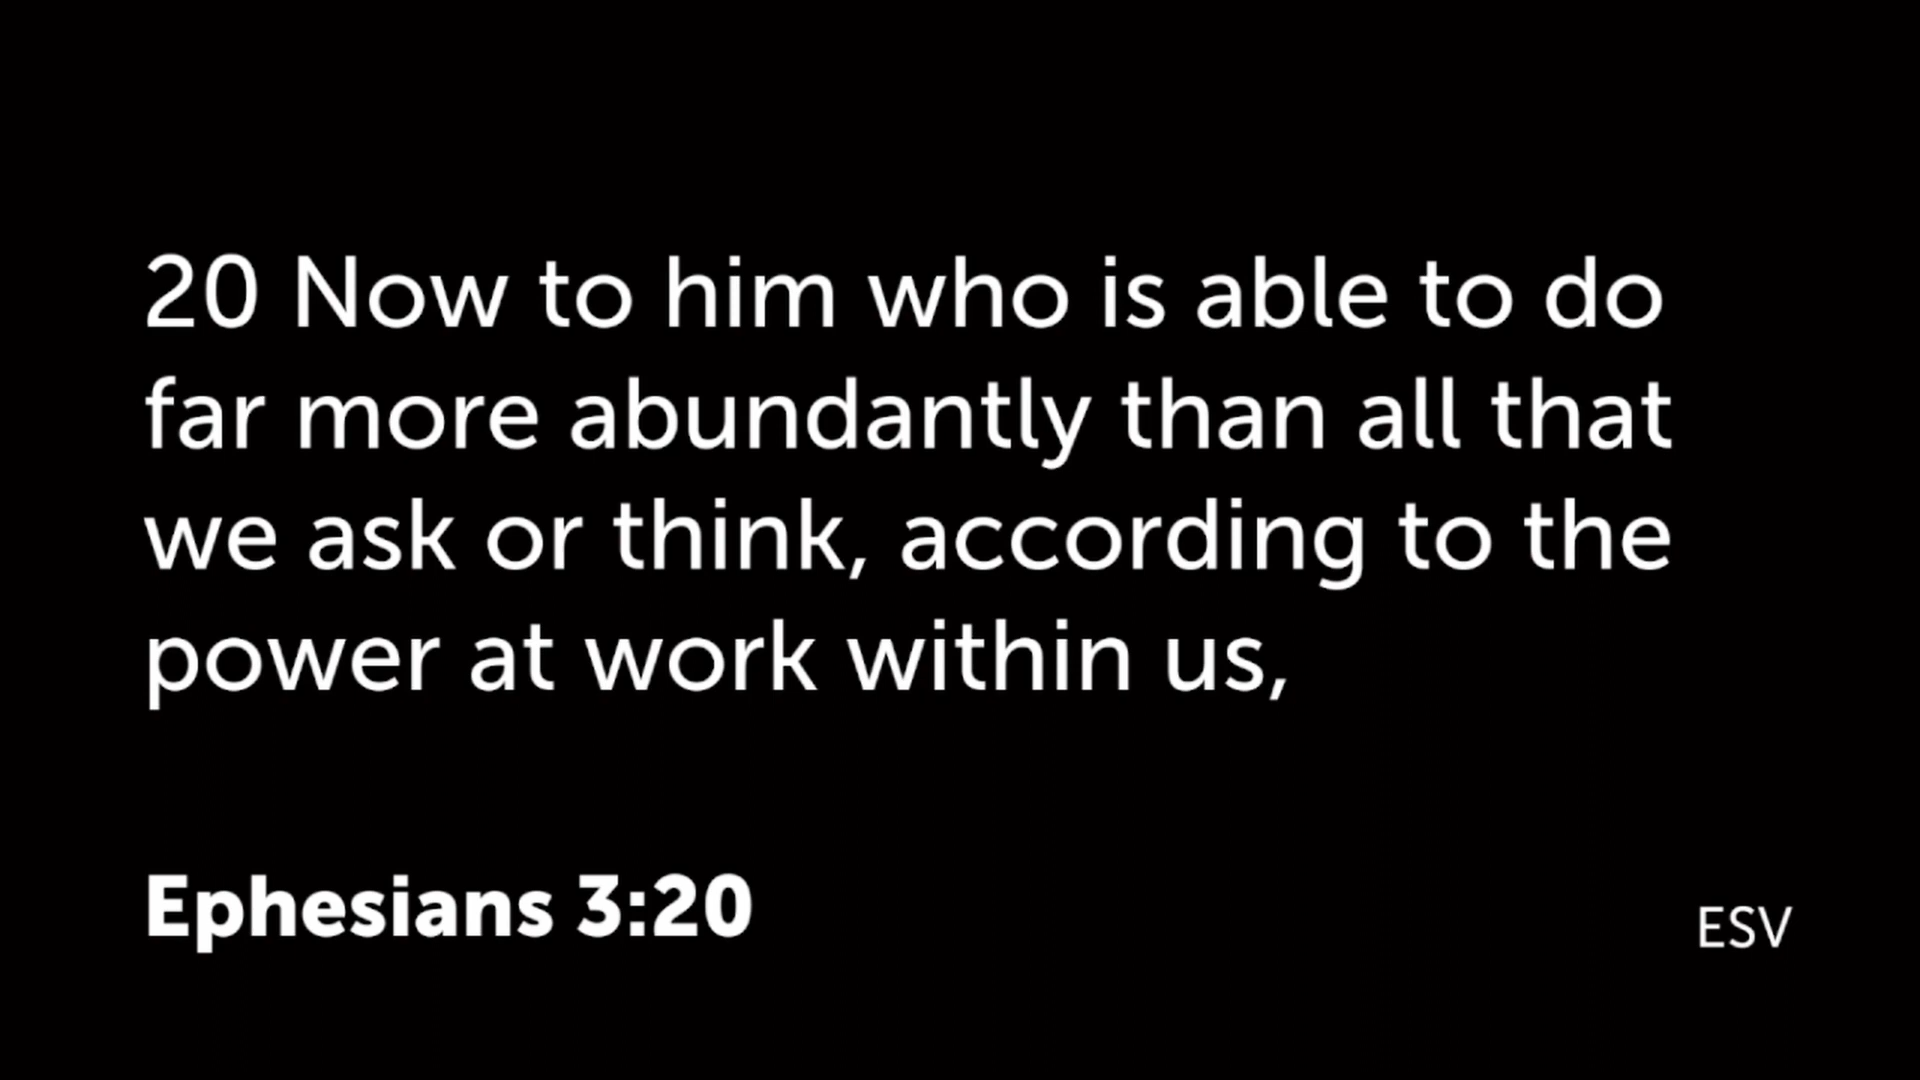 20 Now to him who is able to do
far more abundantly than all that
we ask or think, according to the
power at work within us,
Ephesians 3:20
ESV